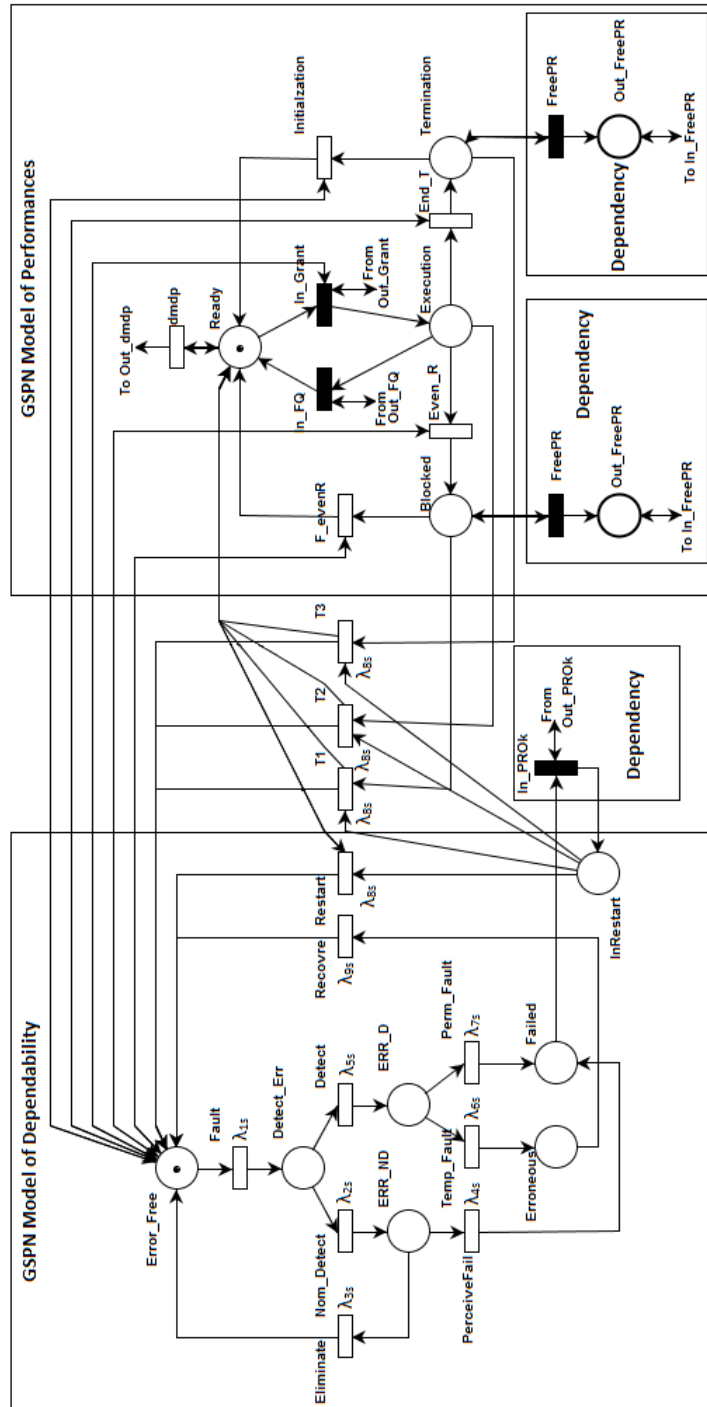 GSPN Model of Dependability
GSPN Model of Performances
Error_Free
Fault
λ1s
Detect_Err
Nom_Detect
λ2s
Detect
λ5s
Eliminate
λ3s
ERR_ND
ERR_D
PerceiveFail
λ4s
Temp_Fault
λ6s
Perm_Fault
λ7s
Erroneous
Failed
Recovre
λ9s
Restart
λ8s
InRestart
T1
λ8s
T2
λ8s
T3
λ8s
In_PROk
From
Out_PROk
Dependency
To Out_dmdp
dmdp
Ready
F_evenR
In_FQ
From
Out_FQ
In_Grant
From
Out_Grant
Initialzation
Blocked
Even_R
Execution
End_T
Termination
FreePR
Out_FreePR
To In_FreePR
Dependency
FreePR
Out_FreePR
To In_FreePR
Dependency